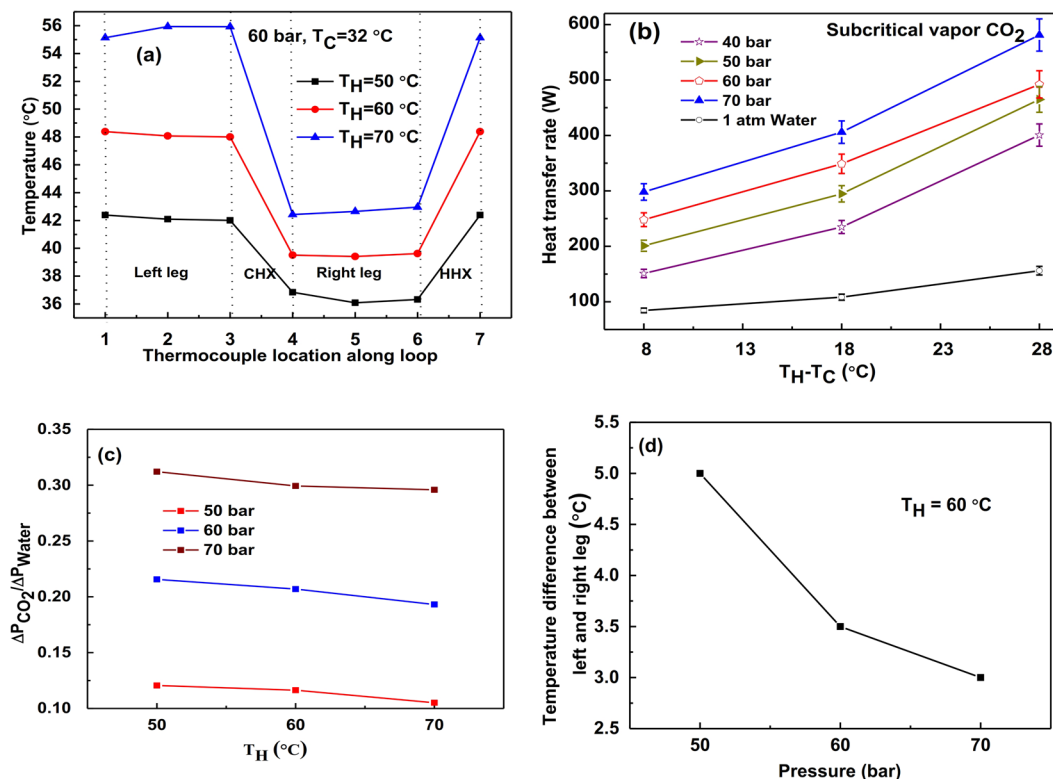 (a)
60 bar, TC=32 °C
TH=50 °C
TH=60 °C
TH=70 °C
Temperature (°C)
56
54
52
50
48
46
44
42
40
38
36
Left leg
CHX
Right leg
HHX
1 2 3 4 5 6 7
Thermocouple location along loop
(b)
Subcritical vapor CO2
40 bar
50 bar
60 bar
70 bar
1 atm Water
Heat transfer rate (W)
600
500
400
300
200
100
8 13 18 23 28
TH-TC (°C)
(c)
50 bar
60 bar
70 bar
ΔPCO2/ΔPWater
0.35
0.30
0.25
0.20
0.15
0.10
50 60 70
TH (°C)
(d)
TH = 60 °C
Temperature difference between
left and right leg (°C)
5.5
5.0
4.5
4.0
3.5
3.0
2.5
50 60 70
Pressure (bar)